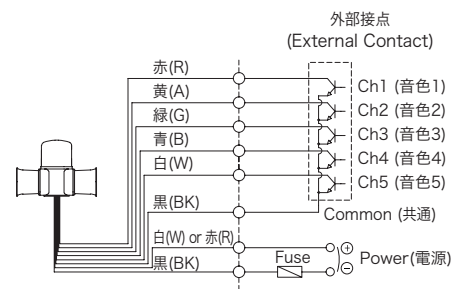 外部接点
(External Contact)
赤(R)
Ch1 (音色1)
黄(A)
Ch2 (音色2)
緑(G)
Ch3 (音色3)
青(B)
Ch4 (音色4)
白(W)
Ch5 (音色5)
黒(BK)
Common (共通)
白(W) or 赤(R)
Fuse
⊕
Power(電源)
黒(BK)
⊖